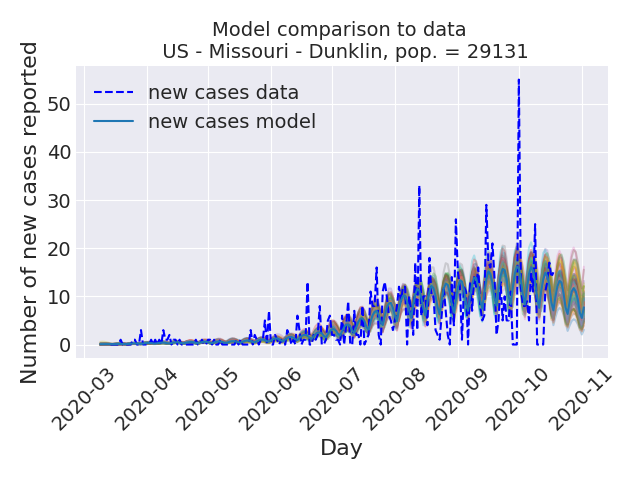 Model comparison to data
US - Missouri - Dunklin, pop. = 29131
Number of new cases reported
50
40
30
20
10
0
new cases data
new cases model
2020-03
2020-04
2020-05
2020-06
2020-07
2020-08
2020-09
2020-10
2020-11
Day